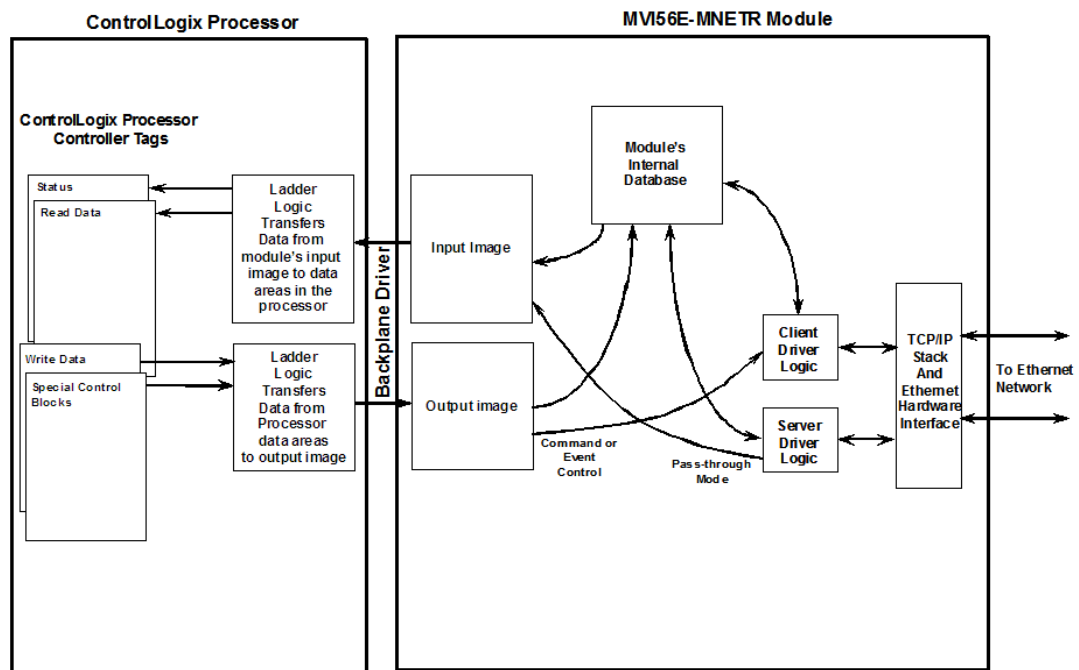 ControlLogix Processor
MVI56E-MNETR Module
ControlLogix Processor
Controller Tags
Status
Read Data
Write Data
Special Control
Blocks
Ladder
Logic
Transfers
Data from
module's input
image to data
areas in the
processor
Ladder
Logic
Transfers
Data from
Processor
data areas
to output image
Backplane Driver
Input Image
Output image
Module's
Internal
Database
Command or
Event
Control
Pass-through
Mode
Client
Driver
Logic
Server
Driver
Logic
TCP/IP
Stack
And
Ethernet
Hardware
Interface
To Ethernet
Network